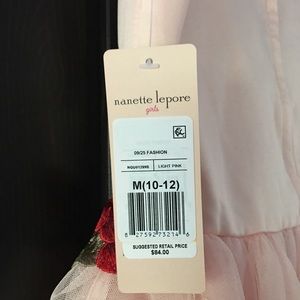 nanette lepore
girls
09/25 FASHION
LIGHT PINK
M(10-12)
SUGGESTED RETAIL PRICE
$84.00